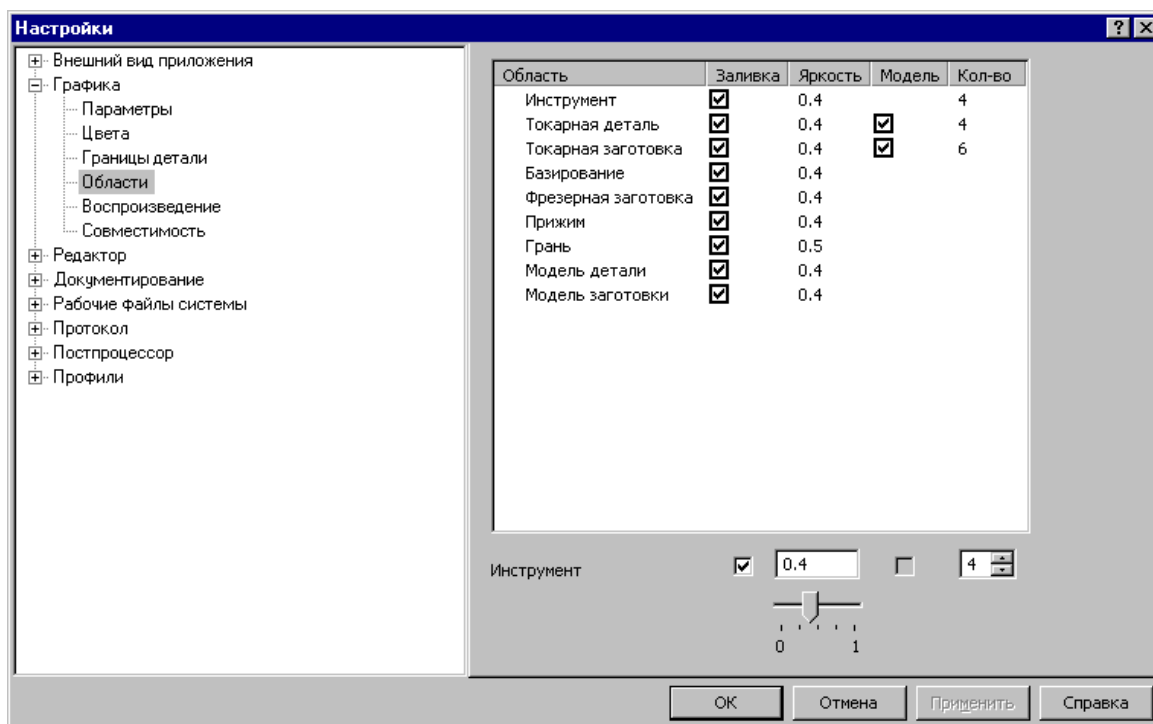 Настройки
Внешний вид приложения
Графика
Параметры
Цвета
Границы детали
Области
Воспроизведение
Совместимость
Редактор
Документирование
Рабочие файлы системы
Протокол
Постпроцессор
Профили
Область Заливка Яркость Модель Кол-во
Инструмент 0.4 4
Токарная деталь 0.4 4
Токарная заготовка 0.4 6
Базирование 0.4
Фрезерная заготовка 0.4
Прижим 0.4
Грань 0.5
Модель детали 0.4
Модель заготовки 0.4
Инструмент 0.4 4
0 1
ОК Отмена Применить Справка